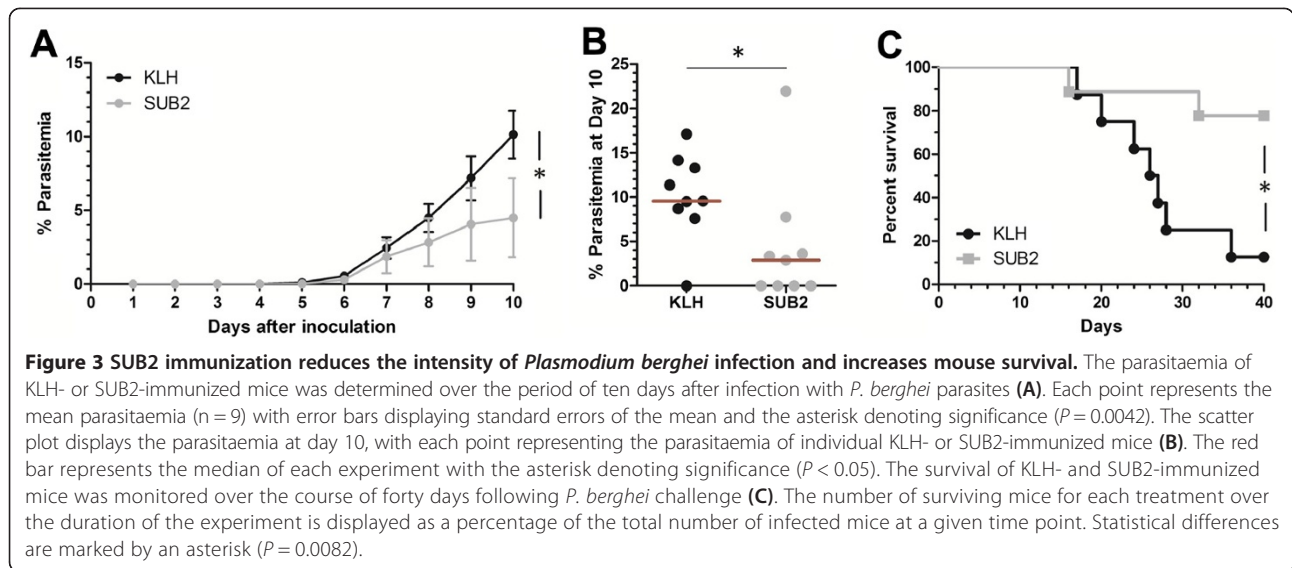 A
B
C
15
10
5
0
% Parasitemia
KLH
SUB2
*
0 1 2 3 4 5 6 7 8 9 10
Days after inoculation
*
25
20
15
10
5
0
% Parasitemia at Day 10
KLH SUB2
100
80
60
40
20
0
Percent survival
KLH
SUB2
*
0 10 20 30 40
Days
Figure 3 SUB2 immunization reduces the intensity of Plasmodium berghei infection and increases mouse survival. The parasitaemia of
KLH- or SUB2-immunized mice was determined over the period of ten days after infection with P. berghei parasites (A). Each point represents the
mean parasitaemia (n = 9) with error bars displaying standard errors of the mean and the asterisk denoting significance (P = 0.0042). The scatter
plot displays the parasitaemia at day 10, with each point representing the parasitaemia of individual KLH- or SUB2-immunized mice (B). The red
bar represents the median of each experiment with the asterisk denoting significance (P < 0.05). The survival of KLH- and SUB2-immunized
mice was monitored over the course of forty days following P. berghei challenge (C). The number of surviving mice for each treatment over
the duration of the experiment is displayed as a percentage of the total number of infected mice at a given time point. Statistical differences
are marked by an asterisk (P = 0.0082).